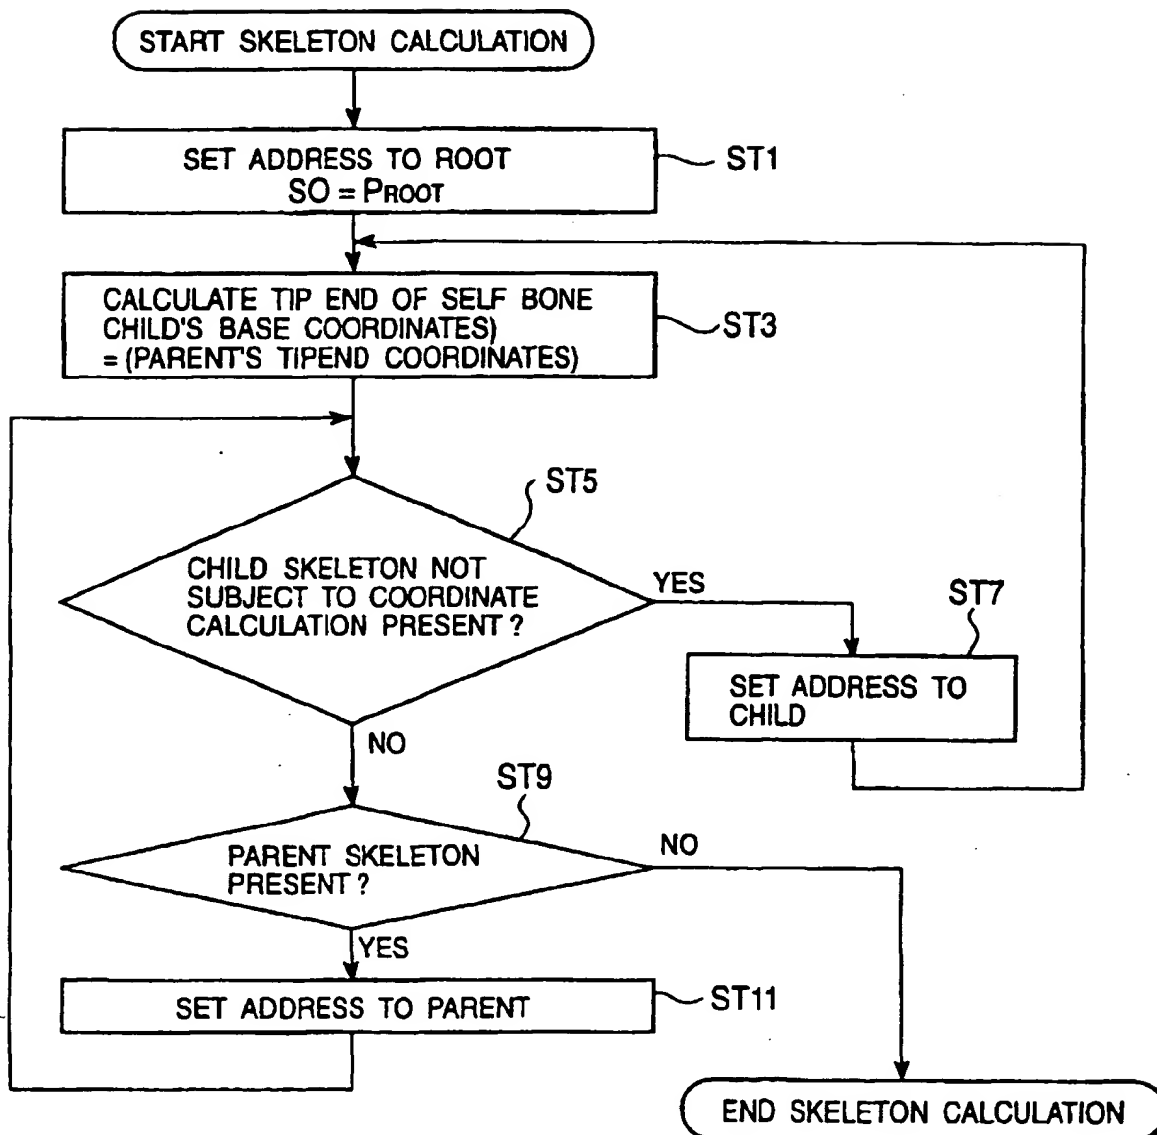 START SKELETON CALCULATION
SET ADDRESS TO ROOT
SO = PROOT
ST1
CALCULATE TIP END OF SELF BONE
CHILD'S BASE COORDINATES)
= (PARENT'S TIPEND COORDINATES)
ST3
ST5
CHILD SKELETON NOT
SUBJECT TO COORDINATE
CALCULATION PRESENT ?
YES
ST7
SET ADDRESS TO
CHILD
NO
ST9
PARENT SKELETON
PRESENT ?
NO
YES
SET ADDRESS TO PARENT
ST11
END SKELETON CALCULATION